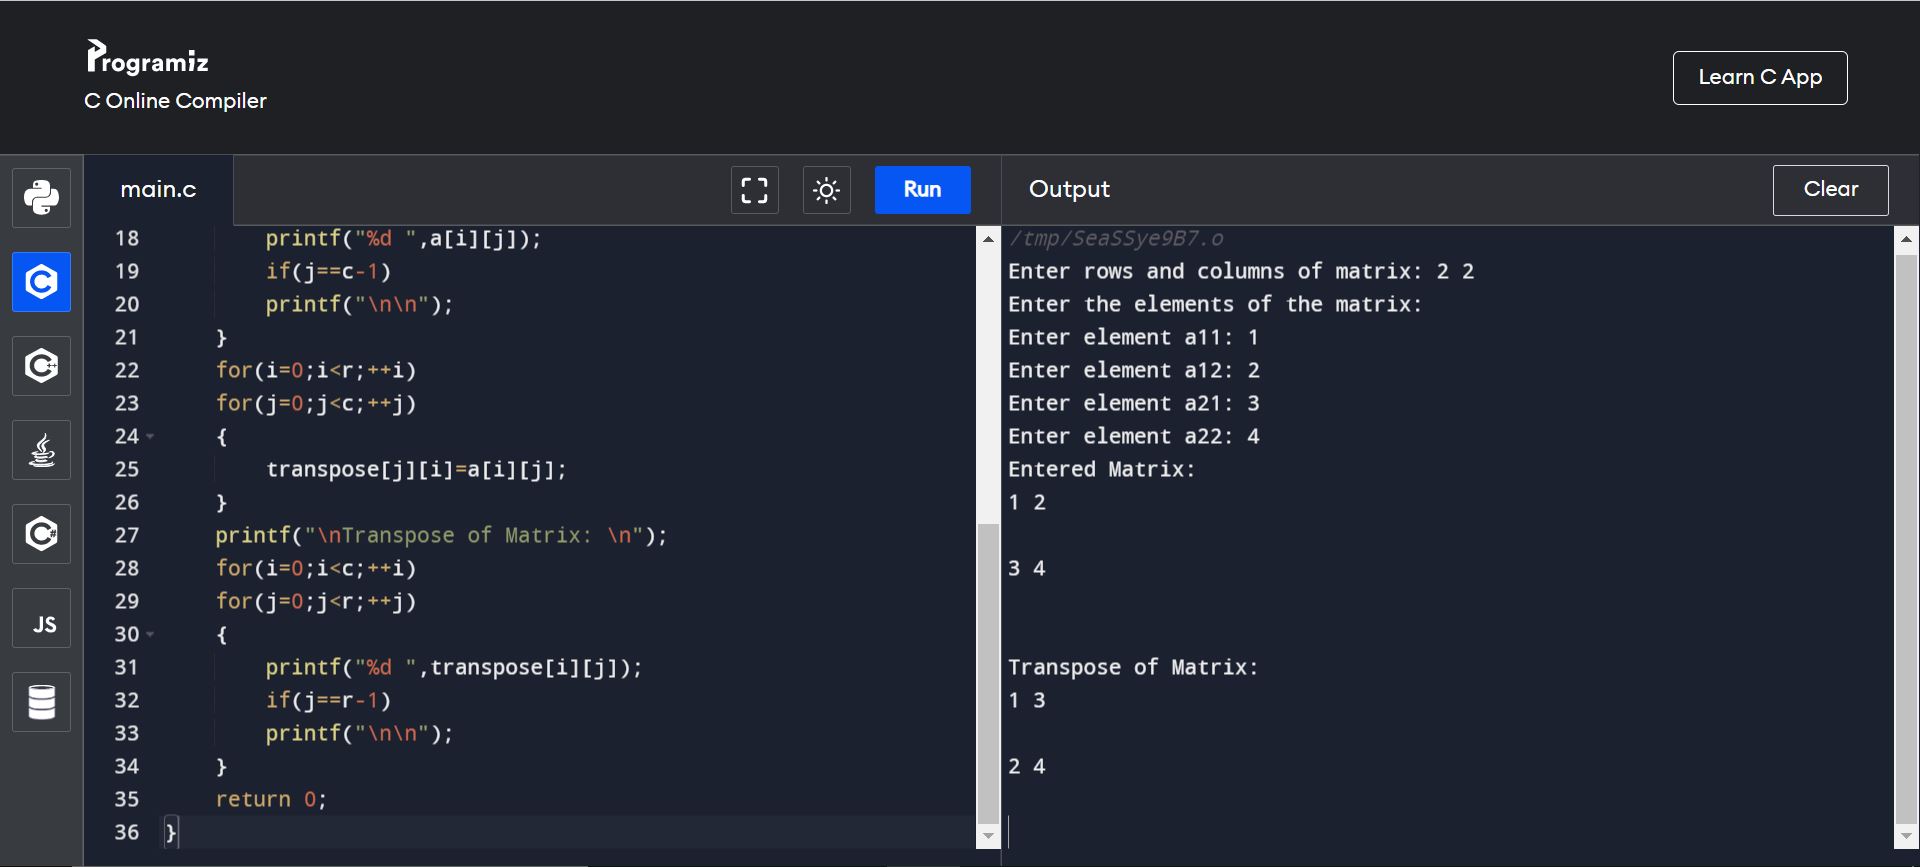 Programiz
C Online Compiler
Learn C App
main.c
Run
Output
Clear
JS
18 printf("%d ",a[i][j]);
19 if(j==c-1)
20 printf("\n\n");
21 }
22 for(i=0;i<r;++i)
23 for(j=0;j<c;++j)
24 {
25 transpose[j][i]=a[i][j];
26 }
27 printf("\nTranspose of Matrix: \n");
28 for(i=0;i<c;++i)
29 for(j=0;j<r;++j)
30 {
31 printf("%d ",transpose[i][j]);
32 if(j==r-1)
33 printf("\n\n");
34 }
35 return 0;
36 }
/tmp/SeaSSye9B7.o
Enter rows and columns of matrix: 2 2
Enter the elements of the matrix:
Enter element a11: 1
Enter element a12: 2
Enter element a21: 3
Enter element a22: 4
Entered Matrix:
1 2
3 4
Transpose of Matrix:
1 3
2 4